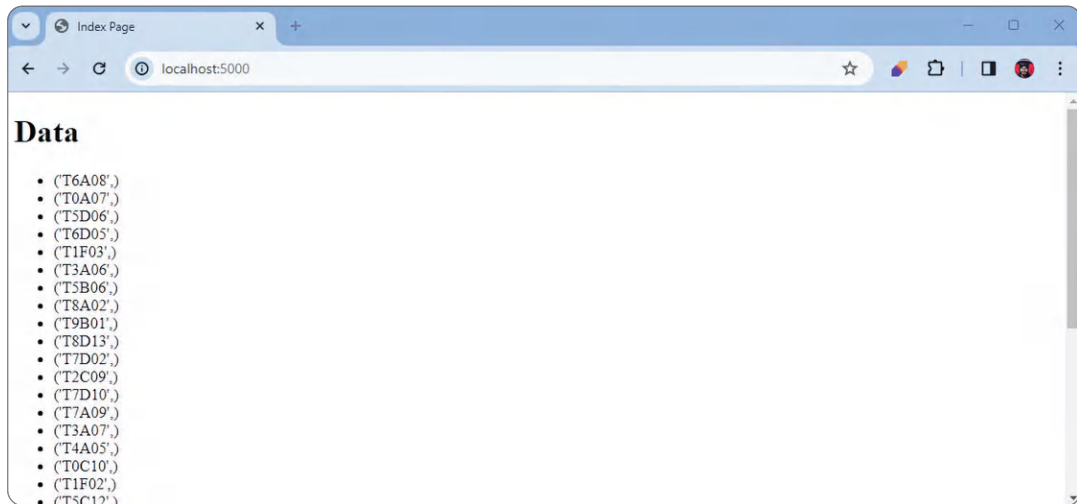 Index Page
localhost:5000
Data
('T6A08',)
('T0A07',)
('T5D06',)
('T6D05',)
('T1F03',)
('T3A06',)
('T5B06',)
('T8A02',)
('T9B01',)
('T8D13',)
('T7D02',)
('T2C09',)
('T7D10',)
('T7A09',)
('T3A07',)
('T4A05',)
('T0C10',)
('T1F02',)
('T5C12',)